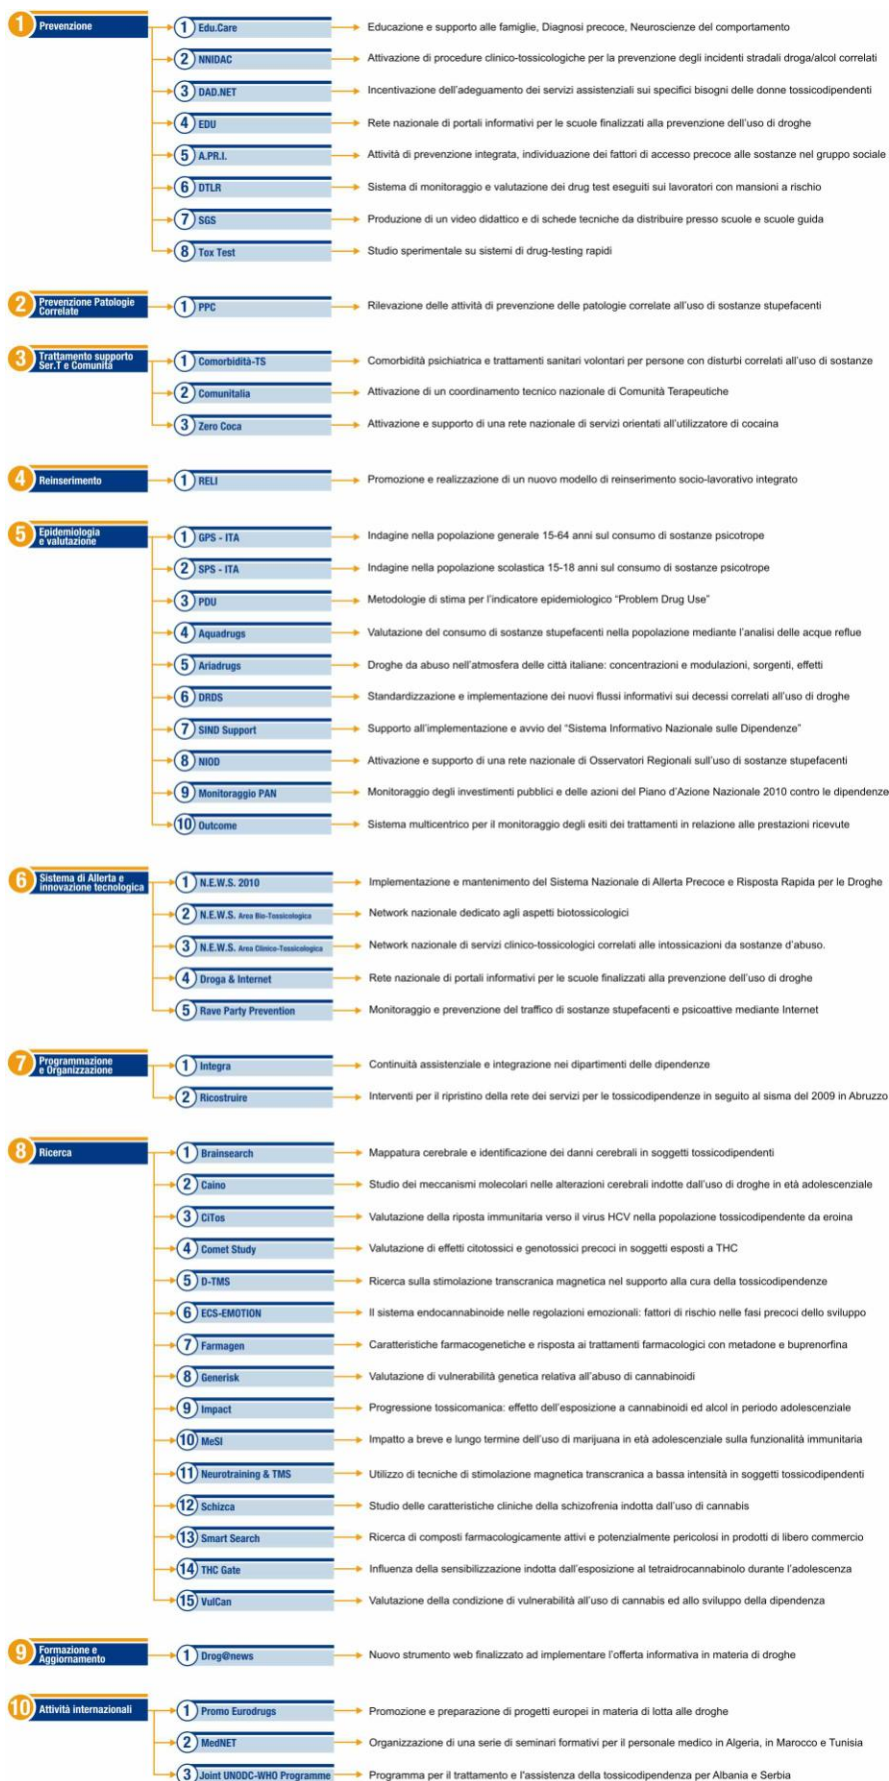 1 Prevenzione
1 Edu.Care Educazione e supporto alle famiglie, Diagnosi precoce, Neuroscienze del comportamento
2 NNIDAC Attivazione di procedure clinico-tossicologiche per la prevenzione degli incidenti stradali droga/alcol correlati
3 DAD.NET Incentivazione dell'adeguamento dei servizi assistenziali sui specifici bisogni delle donne tossicodipendenti
4 EDU Rete nazionale di portali informativi per le scuole finalizzati alla prevenzione dell'uso di droghe
5 A.PR.I. Attività di prevenzione integrata, individuazione dei fattori di accesso precoce alle sostanze nel gruppo sociale
6 DTLR Sistema di monitoraggio e valutazione dei drug test eseguiti sui lavoratori con mansioni a rischio
7 SGS Produzione di un video didattico e di schede tecniche da distribuire presso scuole e scuole guida
8 Tox Test Studio sperimentale su sistemi di drug-testing rapidi
2 Prevenzione Patologie
Correlate
1 PPC Rilevazione delle attività di prevenzione delle patologie correlate all'uso di sostanze stupefacenti
3 Trattamento supporto
Ser.T e Comunità
1 Comorbidità-TS Comorbidità psichiatrica e trattamenti sanitari volontari per persone con disturbi correlati all'uso di sostanze
2 Comunitalia Attivazione di un coordinamento tecnico nazionale di Comunità Terapeutiche
3 Zero Coca Attivazione e supporto di una rete nazionale di servizi orientati all'utilizzatore di cocaina
4 Reinserimento
1 RELI Promozione e realizzazione di un nuovo modello di reinserimento socio-lavorativo integrato
5 Epidemiologia
e valutazione
1 GPS - ITA Indagine nella popolazione generale 15-64 anni sul consumo di sostanze psicotrope
2 SPS - ITA Indagine nella popolazione scolastica 15-18 anni sul consumo di sostanze psicotrope
3 PDU Metodologie di stima per l'indicatore epidemiologico "Problem Drug Use"
4 Aquadrugs Valutazione del consumo di sostanze stupefacenti nella popolazione mediante l'analisi delle acque reflue
5 Ariadrugs Droghe da abuso nell'atmosfera delle città italiane: concentrazioni e modulazioni, sorgenti, effetti
6 DRDS Standardizzazione e implementazione dei nuovi flussi informativi sui decessi correlati all'uso di droghe
7 SIND Support Supporto all'implementazione e avvio del "Sistema Informativo Nazionale sulle Dipendenze"
8 NIOD Attivazione e supporto di una rete nazionale di Osservatori Regionali sull'uso di sostanze stupefacenti
9 Monitoraggio PAN Monitoraggio degli investimenti pubblici e delle azioni del Piano d'Azione Nazionale 2010 contro le dipendenze
10 Outcome Sistema multicentrico per il monitoraggio degli esiti dei trattamenti in relazione alle prestazioni ricevute
6 Sistema di Allerta e
innovazione tecnologica
1 N.E.W.S. 2010 Implementazione e mantenimento del Sistema Nazionale di Allerta Precoce e Risposta Rapida per le Droghe
2 N.E.W.S. Area Bio-Tossicologica Network nazionale dedicato agli aspetti biotossicologici
3 N.E.W.S. Area Clinico-Tossicologica Network nazionale di servizi clinico-tossicologici correlati alle intossicazioni da sostanze d'abuso.
4 Droga & Internet Rete nazionale di portali informativi per le scuole finalizzati alla prevenzione dell'uso di droghe
5 Rave Party Prevention Monitoraggio e prevenzione del traffico di sostanze stupefacenti e psicoattive mediante Internet
7 Programmazione
e Organizzazione
1 Integra Continuità assistenziale e integrazione nei dipartimenti delle dipendenze
2 Ricostruire Interventi per il ripristino della rete dei servizi per le tossicodipendenze in seguito al sisma del 2009 in Abruzzo
8 Ricerca
1 Brainsearch Mappatura cerebrale e identificazione dei danni cerebrali in soggetti tossicodipendenti
2 Caino Studio dei meccanismi molecolari nelle alterazioni cerebrali indotte dall'uso di droghe in età adolescenziale
3 CiTos Valutazione della riposta immunitaria verso il virus HCV nella popolazione tossicodipendente da eroina
4 Comet Study Valutazione di effetti citotossici e genotossici precoci in soggetti esposti a THC
5 D-TMS Ricerca sulla stimolazione transcranica magnetica nel supporto alla cura della tossicodipendenze
6 ECS-EMOTION Il sistema endocannabinoide nelle regolazioni emozionali: fattori di rischio nelle fasi precoci dello sviluppo
7 Farmagen Caratteristiche farmacogenetiche e risposta ai trattamenti farmacologici con metadone e buprenorfina
8 Generisk Valutazione di vulnerabilità genetica relativa all'abuso di cannabinoidi
9 Impact Progressione tossicomanica: effetto dell'esposizione a cannabinoidi ed alcol in periodo adolescenziale
10 MeSI Impatto a breve e lungo termine dell'uso di marijuana in età adolescenziale sulla funzionalità immunitaria
11 Neurotraining & TMS Utilizzo di tecniche di stimolazione magnetica transcranica a bassa intensità in soggetti tossicodipendenti
12 Schizca Studio delle caratteristiche cliniche della schizofrenia indotta dall'uso di cannabis
13 Smart Search Ricerca di composti farmacologicamente attivi e potenzialmente pericolosi in prodotti di libero commercio
14 THC Gate Influenza della sensibilizzazione indotta dall'esposizione al tetraidrocannabinolo durante l'adolescenza
15 VulCan Valutazione della condizione di vulnerabilità all'uso di cannabis ed allo sviluppo della dipendenza
9 Formazione e
Aggiornamento
1 Drog@news Nuovo strumento web finalizzato ad implementare l'offerta informativa in materia di droghe
10 Attività internazionali
1 Promo Eurodrugs Promozione e preparazione di progetti europei in materia di lotta alle droghe
2 MedNET Organizzazione di una serie di seminari formativi per il personale medico in Algeria, in Marocco e Tunisia
3 Joint UNODC-WHO Programme Programma per il trattamento e l'assistenza della tossicodipendenza per Albania e Serbia